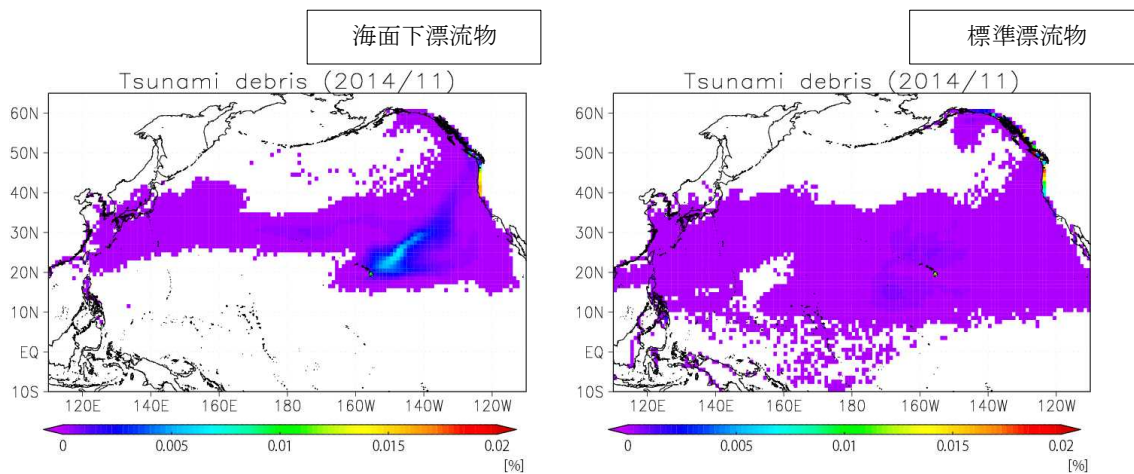 海面下漂流物
Tsunami debris (2014/11)
60N
50N
40N
30N
20N
10N
EQ
10S
120E 140E 160E 180 160W 140W 120W
0 0.005 0.01 0.015 0.02
[%]
標準漂流物
Tsunami debris (2014/11)
60N
50N
40N
30N
20N
10N
EQ
10S
120E 140E 160E 180 160W 140W 120W
0 0.005 0.01 0.015 0.02
[%]